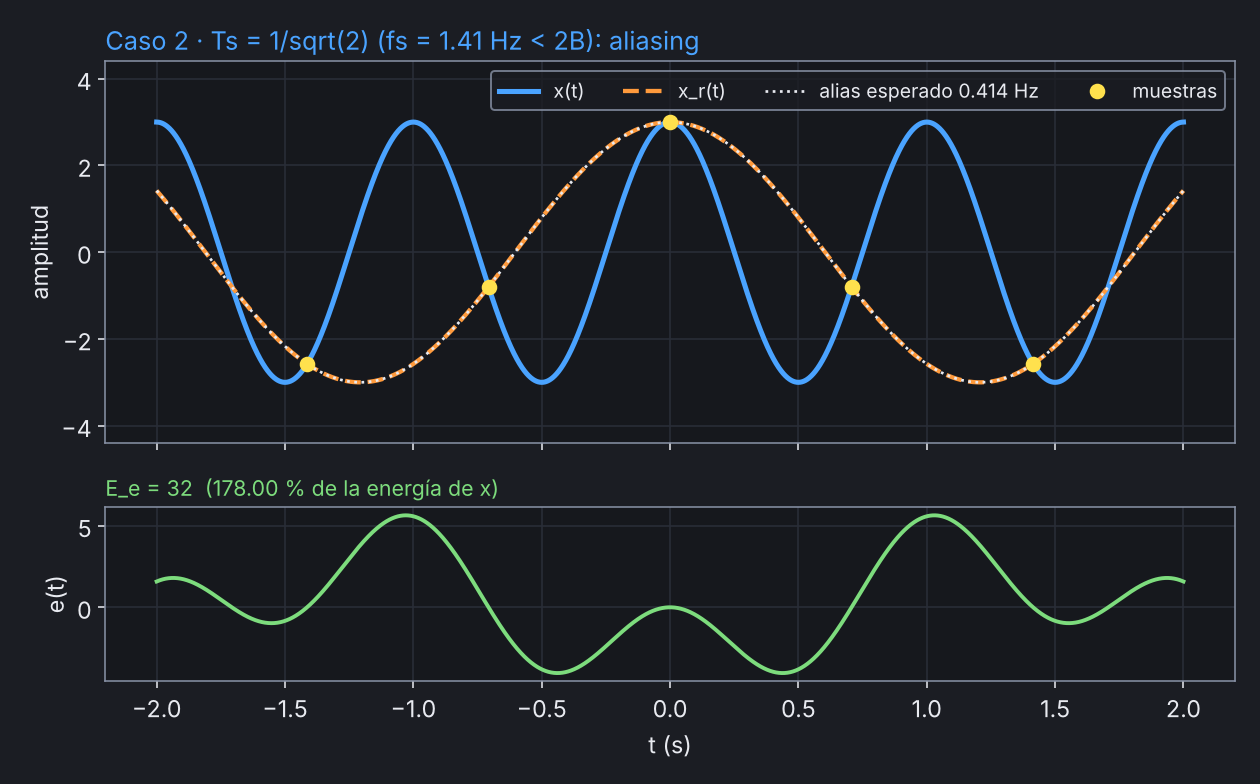 Caso 2 · Ts = 1/sqrt(2) (fs = 1.41 Hz < 2B): aliasing
x(t) x_r(t) alias esperado 0.414 Hz muestras
4
2
0
−2
−4
amplitud
E_e = 32 (178.00 % de la energía de x)
5
0
e(t)
−2.0 −1.5 −1.0 −0.5 0.0 0.5 1.0 1.5 2.0
t (s)